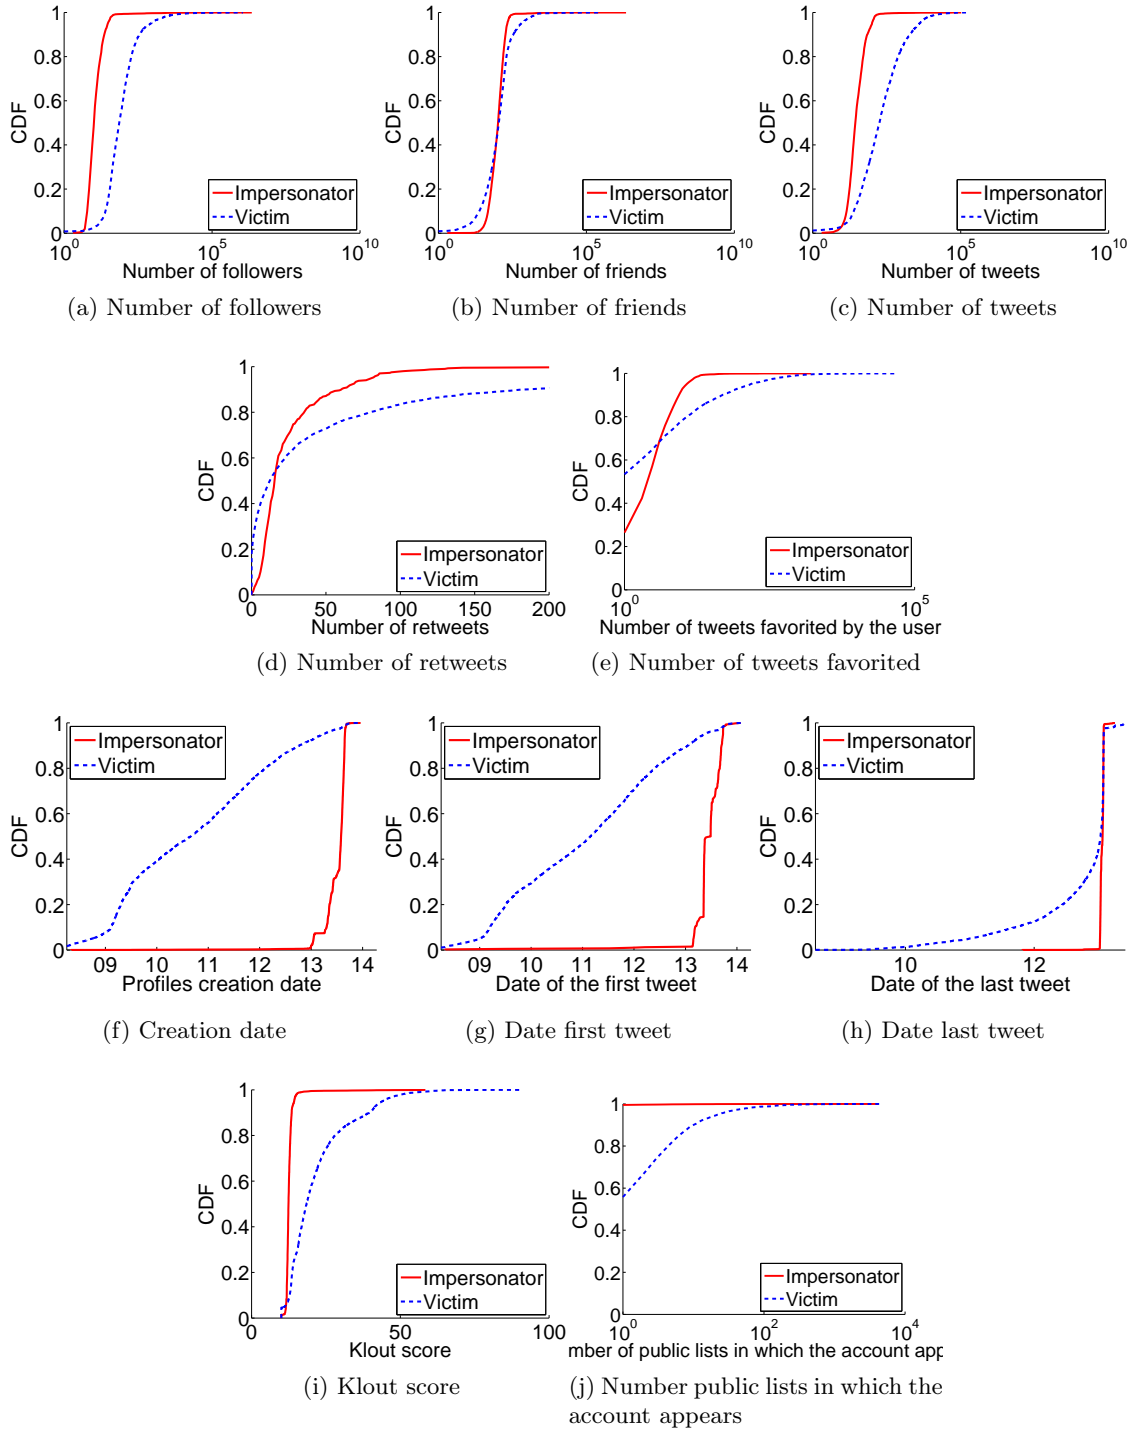 1
0.8
0.6
0.4
0.2
0
CDF
Impersonator
Victim
10^0 10^5 10^10
Number of followers
(a) Number of followers
1
0.8
0.6
0.4
0.2
0
CDF
Impersonator
Victim
10^0 10^5 10^10
Number of friends
(b) Number of friends
1
0.8
0.6
0.4
0.2
0
CDF
Impersonator
Victim
10^0 10^5 10^10
Number of tweets
(c) Number of tweets
1
0.8
0.6
0.4
0.2
0
CDF
Impersonator
Victim
0 50 100 150 200
Number of retweets
(d) Number of retweets
1
0.8
0.6
0.4
0.2
0
CDF
Impersonator
Victim
10^0 10^5
Number of tweets favorited by the user
(e) Number of tweets favorited
1
0.8
0.6
0.4
0.2
0
CDF
Impersonator
Victim
09 10 11 12 13 14
Profiles creation date
(f) Creation date
1
0.8
0.6
0.4
0.2
0
CDF
Impersonator
Victim
09 10 11 12 13 14
Date of the first tweet
(g) Date first tweet
1
0.8
0.6
0.4
0.2
0
CDF
Impersonator
Victim
10 12
Date of the last tweet
(h) Date last tweet
1
0.8
0.6
0.4
0.2
0
CDF
Impersonator
Victim
0 50 100
Klout score
(i) Klout score
1
0.8
0.6
0.4
0.2
0
CDF
Impersonator
Victim
10^0 10^2 10^4
mber of public lists in which the account app
(j) Number public lists in which the
account appears